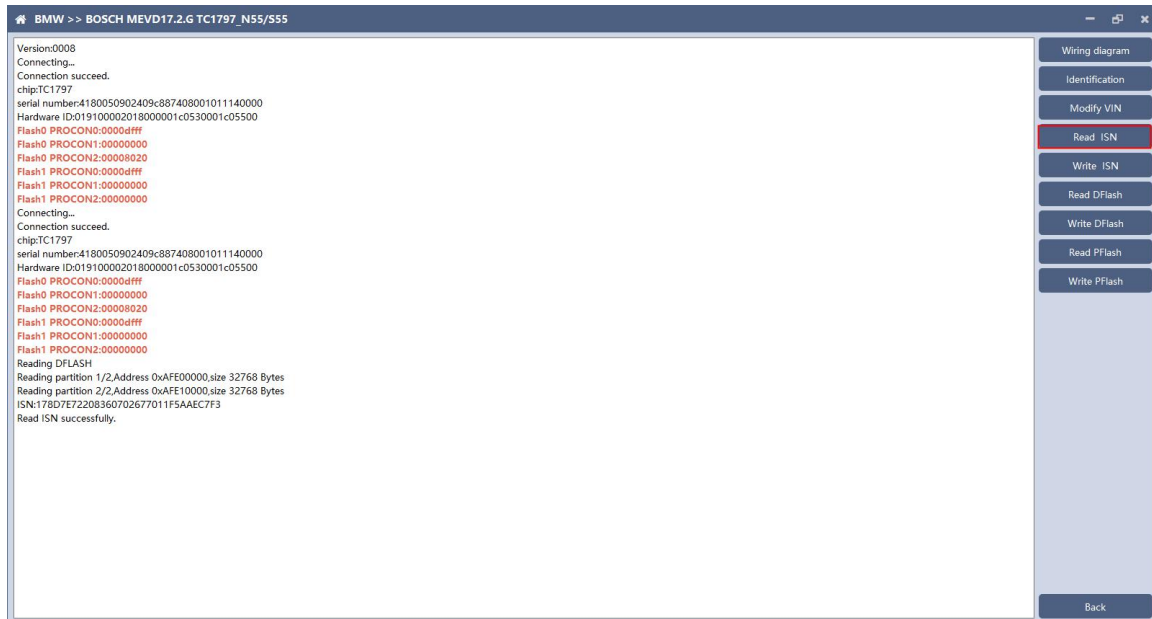 BMW >> BOSCH MEVD17.2.G TC1797_N55/S55
Version:0008
Connecting...
Connection succeed.
chip:TC1797
serial number:4180050902409c887408001011140000
Hardware ID:019100002018000001c0530001c05500
Flash0 PROCON0:0000dfff
Flash0 PROCON1:00000000
Flash0 PROCON2:00008020
Flash1 PROCON0:0000dfff
Flash1 PROCON1:00000000
Flash1 PROCON2:00000000
Connecting...
Connection succeed.
chip:TC1797
serial number:4180050902409c887408001011140000
Hardware ID:019100002018000001c0530001c05500
Flash0 PROCON0:0000dfff
Flash0 PROCON1:00000000
Flash0 PROCON2:00008020
Flash1 PROCON0:0000dfff
Flash1 PROCON1:00000000
Flash1 PROCON2:00000000
Reading DFLASH
Reading partition 1/2,Address 0xAFE00000,size 32768 Bytes
Reading partition 2/2,Address 0xAFE10000,size 32768 Bytes
ISN:178D7E72208360702677011F5AAEC7F3
Read ISN successfully.
Wiring diagram
Identification
Modify VIN
Read ISN
Write ISN
Read DFlash
Write DFlash
Read PFlash
Write PFlash
Back